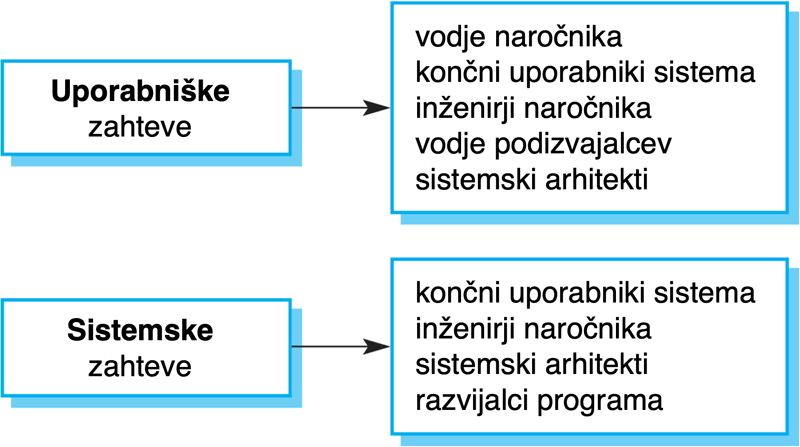 Uporabniške
zahteve
vodje naročnika
končni uporabniki sistema
inženirji naročnika
vodje podizvajalcev
sistemski arhitekti
Sistemske
zahteve
končni uporabniki sistema
inženirji naročnika
sistemski arhitekti
razvijalci programa